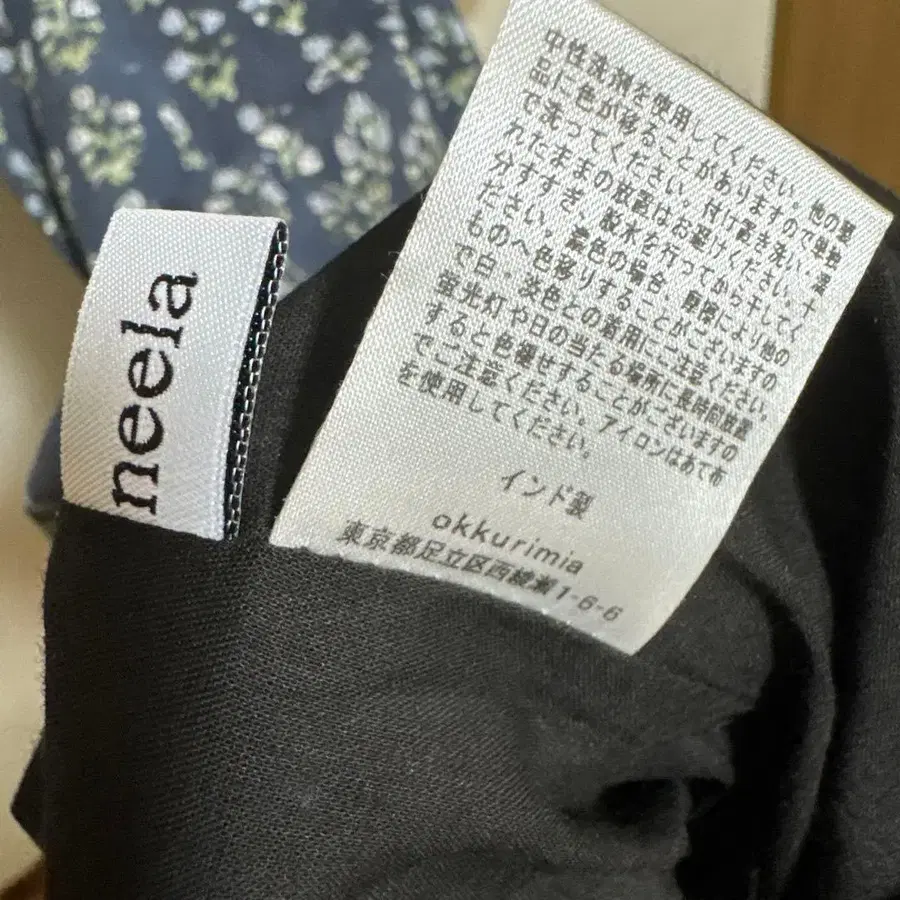 neela
中性洗剤を使用してください。他の製
品に色が移ることがありますので単独
で洗ってください。付け置き洗い、濡
れたままの放置はお避けください。十
分すすぎ、脱水を行ってから干してく
ださい。濃色の場合、摩擦により他の
ものへ色移りすることがございますの
で白・淡色との着用にご注意ください。
蛍光灯や日の当たる場所に長時間放置
すると色褪せすることがございますの
でご注意ください。アイロンはあて布
を使用してください。
インド製
okkurimia
東京都足立区西綾瀬1-6-6